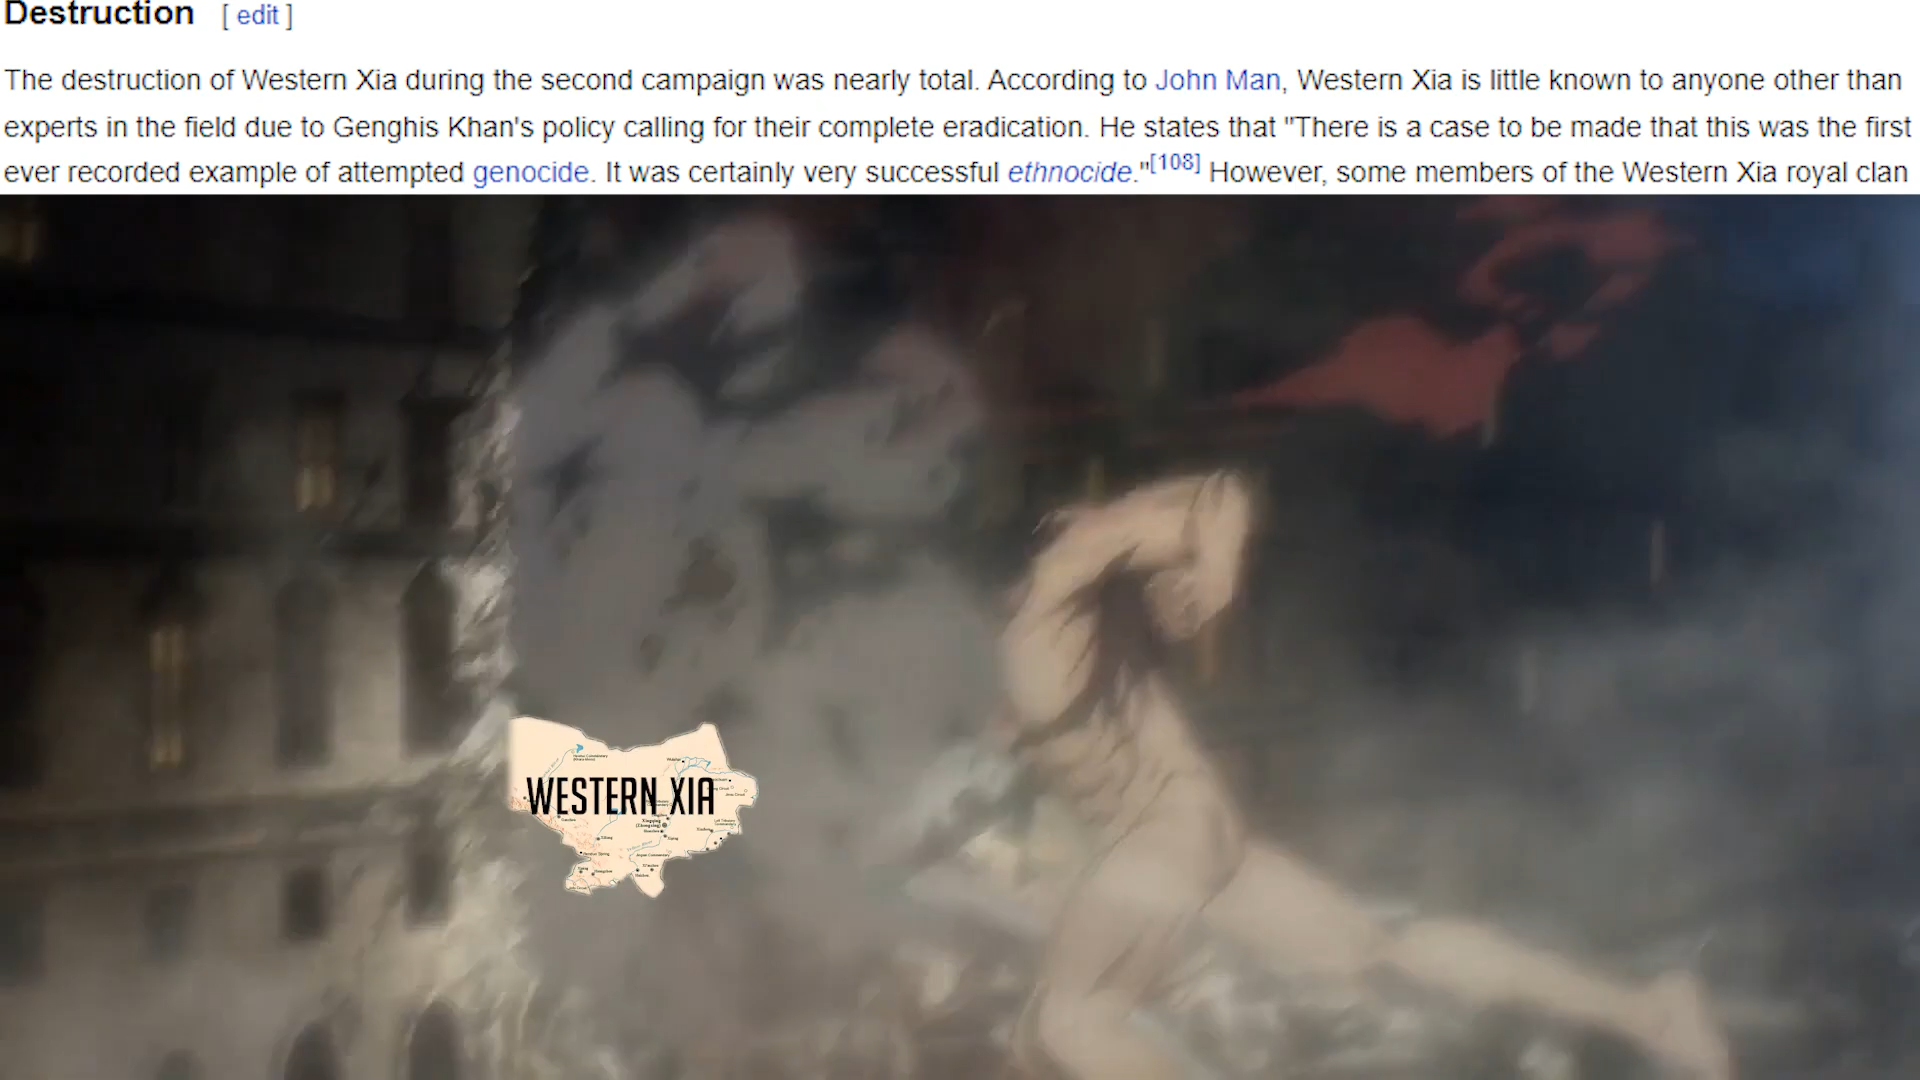 Destruction [ edit ]
The destruction of Western Xia during the second campaign was nearly total. According to John Man, Western Xia is little known to anyone other than
experts in the field due to Genghis Khan's policy calling for their complete eradication. He states that "There is a case to be made that this was the first
ever recorded example of attempted genocide. It was certainly very successful ethnocide."[108] However, some members of the Western Xia royal clan
WESTERN XIA